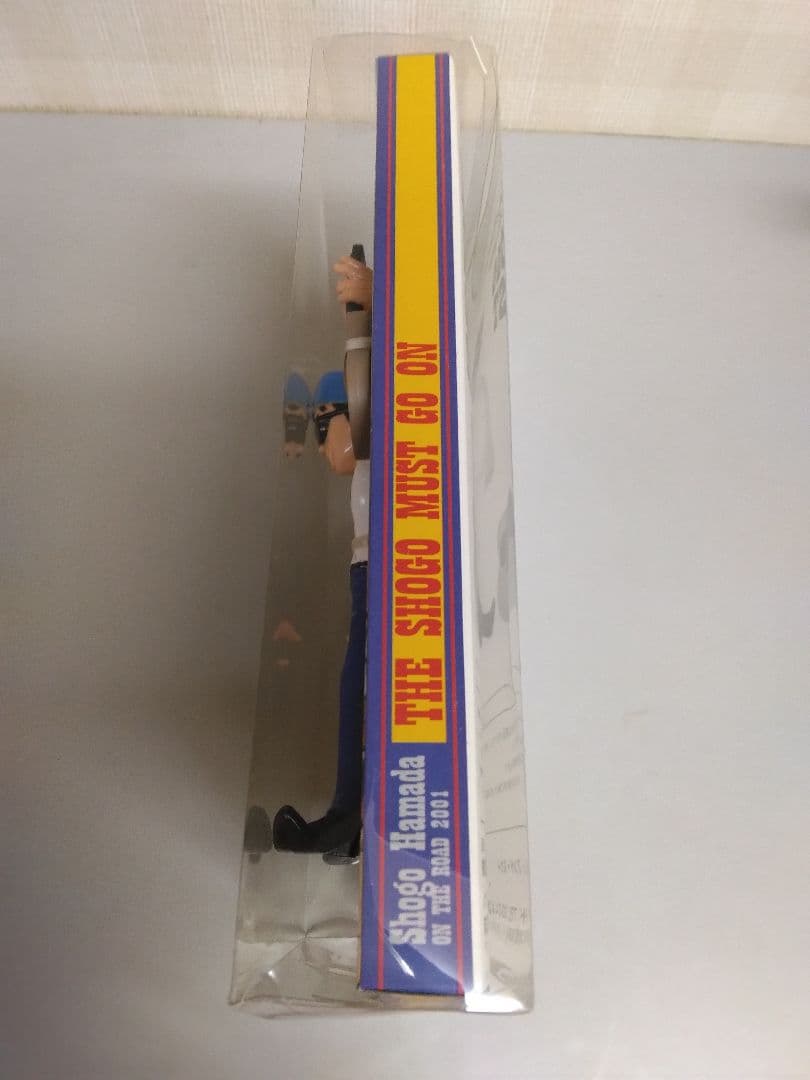 THE SHOGO MUST GO ON
Shogo Hamada
ON THE ROAD 2001